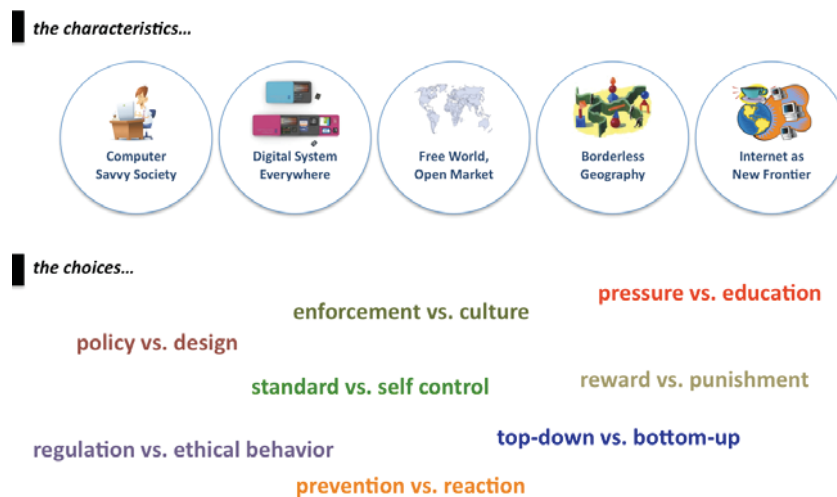 the characteristics...
Computer
Savvy Society
Digital System
Everywhere
Free World,
Open Market
Borderless
Geography
Internet as
New Frontier
the choices...
pressure vs. education
enforcement vs. culture
policy vs. design
reward vs. punishment
standard vs. self control
top-down vs. bottom-up
regulation vs. ethical behavior
prevention vs. reaction